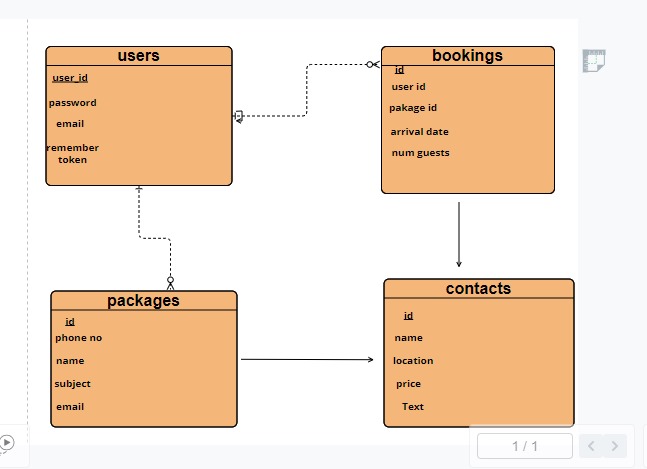 users
user_id
password
email
remember
token
bookings
id
user id
pakage id
arrival date
num guests
packages
id
phone no
name
subject
email
contacts
id
name
location
price
Text
1 / 1